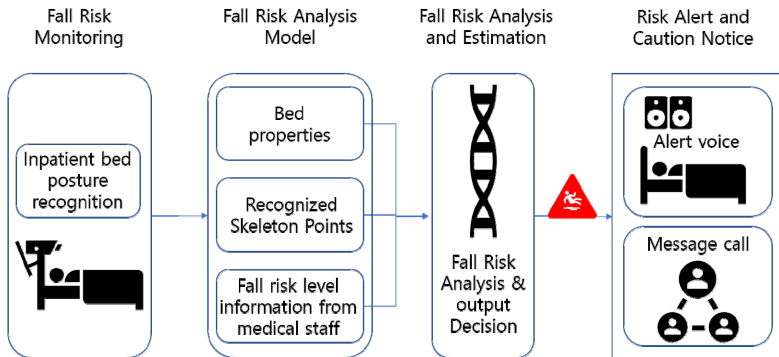 Fall Risk
Monitoring
Fall Risk Analysis
Model
Fall Risk Analysis
and Estimation
Risk Alert and
Caution Notice
Inpatient bed
posture
recognition
Bed
properties
Recognized
Skeleton Points
Fall risk level
information from
medical staff
Fall Risk
Analysis &
output
Decision
Alert voice
Message call